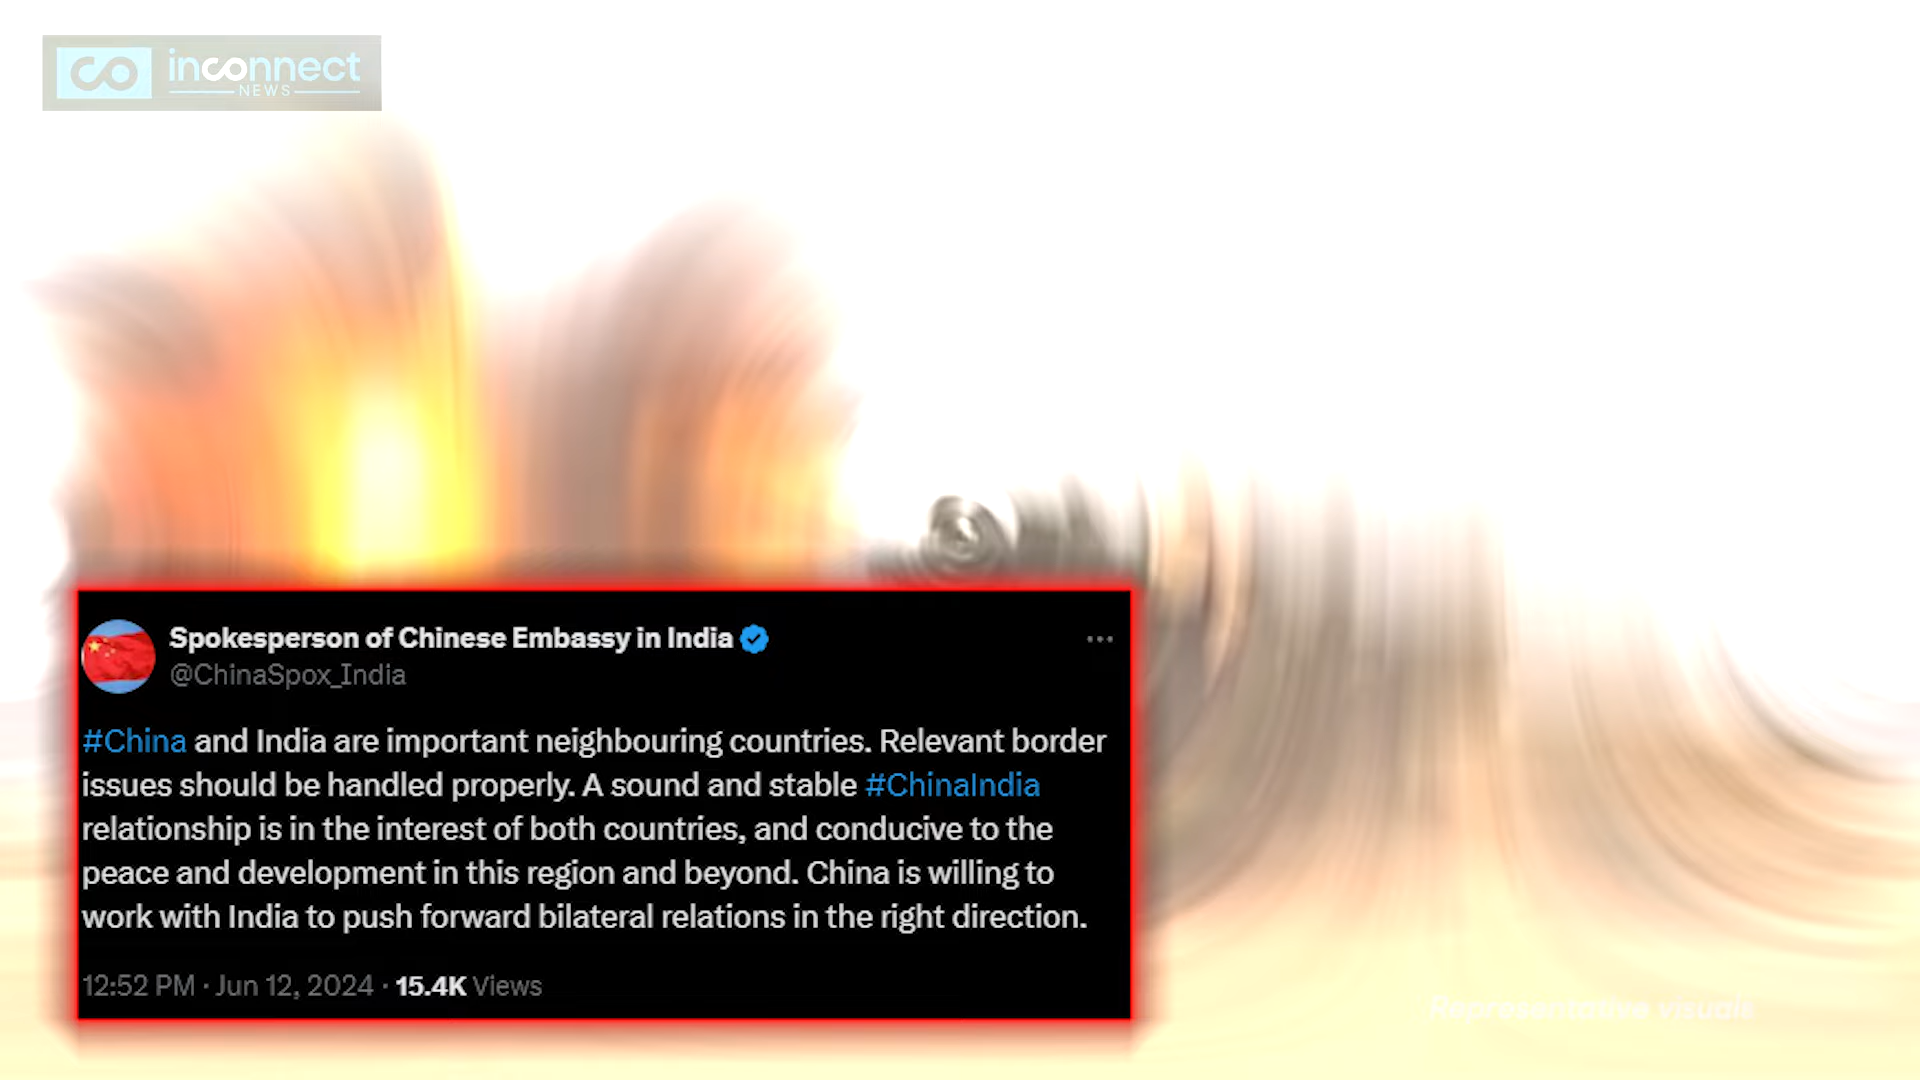 inconnect
NEWS
Spokesperson of Chinese Embassy in India
@ChinaSpox_India
#China and India are important neighbouring countries. Relevant border
issues should be handled properly. A sound and stable #ChinaIndia
relationship is in the interest of both countries, and conducive to the
peace and development in this region and beyond. China is willing to
work with India to push forward bilateral relations in the right direction.
12:52 PM · Jun 12, 2024 · 15.4K Views
Representative visuals